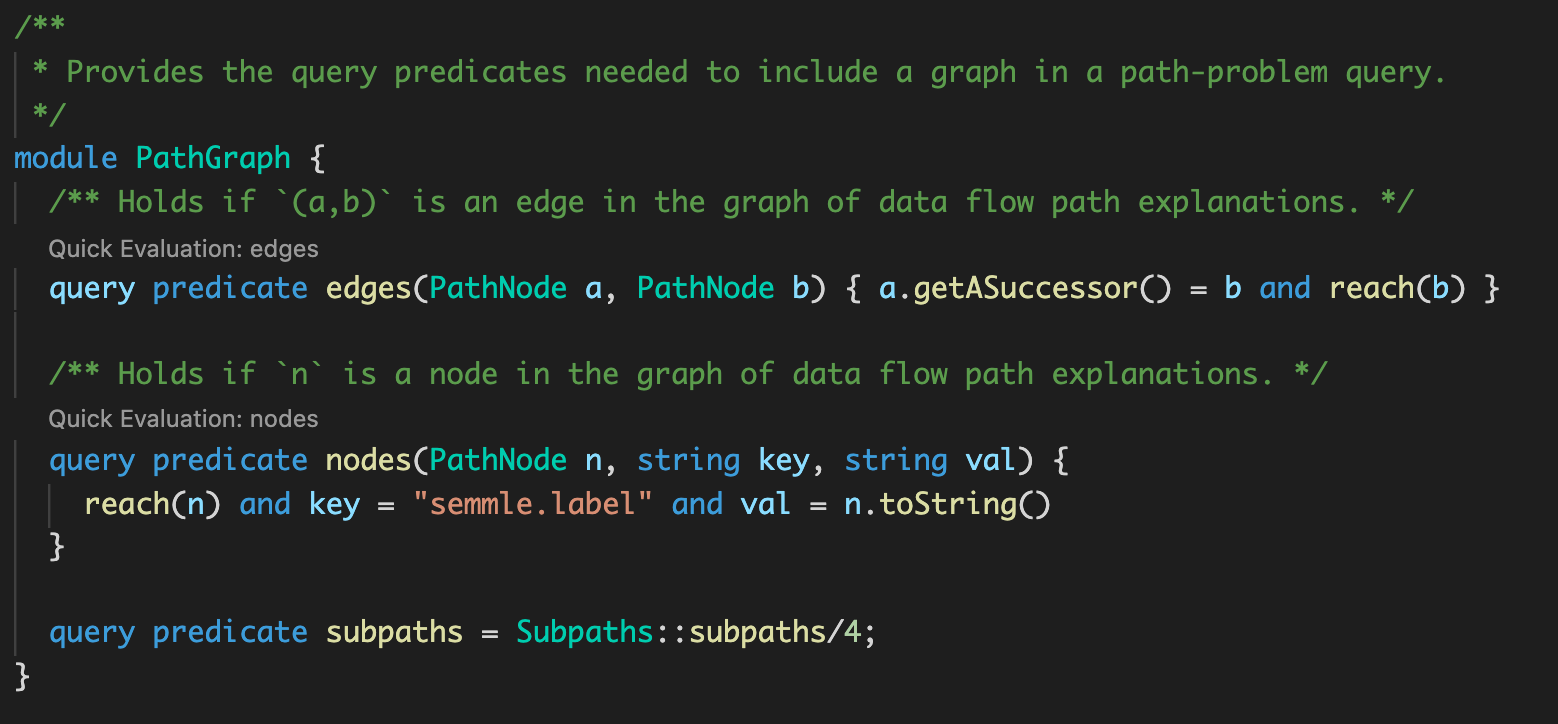 /**
 * Provides the query predicates needed to include a graph in a path-problem query.
 */
module PathGraph {
  /** Holds if `(a,b)` is an edge in the graph of data flow path explanations. */
  Quick Evaluation: edges
  query predicate edges(PathNode a, PathNode b) { a.getASuccessor() = b and reach(b) }

  /** Holds if `n` is a node in the graph of data flow path explanations. */
  Quick Evaluation: nodes
  query predicate nodes(PathNode n, string key, string val) {
    reach(n) and key = "semmle.label" and val = n.toString()
  }

  query predicate subpaths = Subpaths::subpaths/4;
}